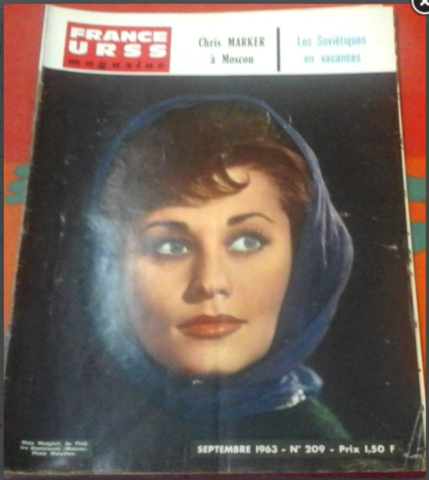 FRANCE
URSS
magazine
Chris MARKER
à Moscou
Les Soviétiques
en vacances
SEPTEMBRE 1963 - N° 209 - Prix 1,50 F